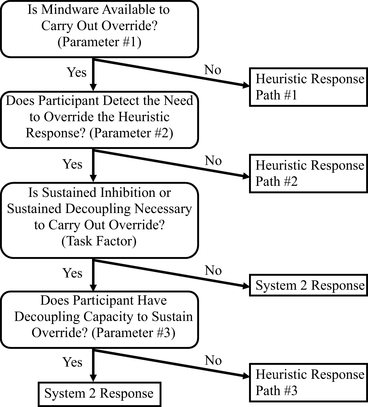 Is Mindware Available to
Carry Out Override?
(Parameter #1)
Yes
No
Heuristic Response
Path #1
Does Participant Detect the Need
to Override the Heuristic
Response? (Parameter #2)
Yes
No
Heuristic Response
Path #2
Is Sustained Inhibition or
Sustained Decoupling Necessary
to Carry Out Override?
(Task Factor)
Yes
No
System 2 Response
Does Participant Have
Decoupling Capacity to Sustain
Override? (Parameter #3)
Yes
No
Heuristic Response
Path #3
System 2 Response